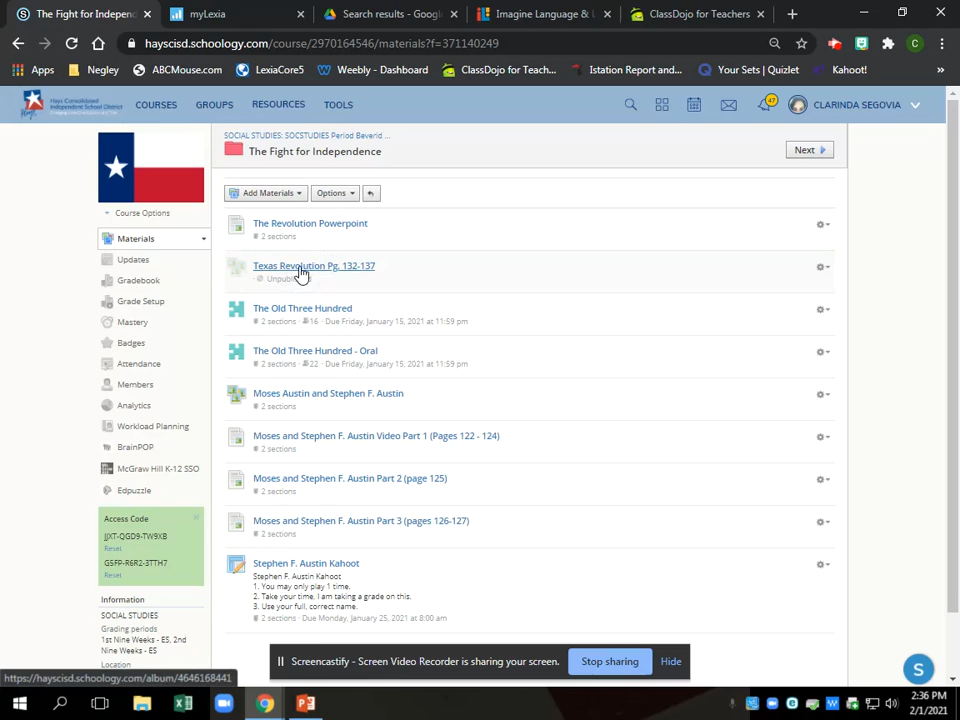 The Fight for Independenc
myLexia
Search results - Googl
Imagine Language & L
ClassDojo for Teachers
hayscisd.schoology.com/course/2970164546/materials?f=371140249
C
Apps
Negley
ABCMouse.com
LexiaCore5
Weebly - Dashboard
ClassDojo for Teach...
Istation Report and...
Your Sets | Quizlet
Kahoot!
»
Hays Consolidated
Independent School District
COURSES
GROUPS
RESOURCES
TOOLS
47
CLARINDA SEGOVIA
SOCIAL STUDIES: SOCSTUDIES Period Beverid ...
The Fight for Independence
Next
Course Options
Materials
Updates
Gradebook
Grade Setup
Mastery
Badges
Attendance
Members
Analytics
Workload Planning
BrainPOP
McGraw Hill K-12 SSO
Edpuzzle
Access Code
JJXT-QGD9-TW9XB
Reset
GSFP-R6R2-3TTH7
Reset
Information
SOCIAL STUDIES
Grading periods
1st Nine Weeks - ES, 2nd
Nine Weeks - ES
Location
Add Materials
Options
The Revolution Powerpoint
2 sections
Texas Revolution Pg. 132-137
The Old Three Hundred
2 sections · 16 · Due Friday, January 15, 2021 at 11:59 pm
The Old Three Hundred - Oral
2 sections · 22 · Due Friday, January 15, 2021 at 11:59 pm
Moses Austin and Stephen F. Austin
2 sections
Moses and Stephen F. Austin Video Part 1 (Pages 122 - 124)
2 sections
Moses and Stephen F. Austin Part 2 (page 125)
2 sections
Moses and Stephen F. Austin Part 3 (pages 126-127)
2 sections
Stephen F. Austin Kahoot
Stephen F. Austin Kahoot
1. You may only play 1 time.
2. Take your time, I am taking a grade on this.
3. Use your full, correct name.
2 sections · Due Monday, January 25, 2021 at 8:00 am
Screencastify - Screen Video Recorder is sharing your screen.
Stop sharing
Hide
S
https://hayscisd.schoology.com/album/4646168441
2:36 PM
2/1/2021